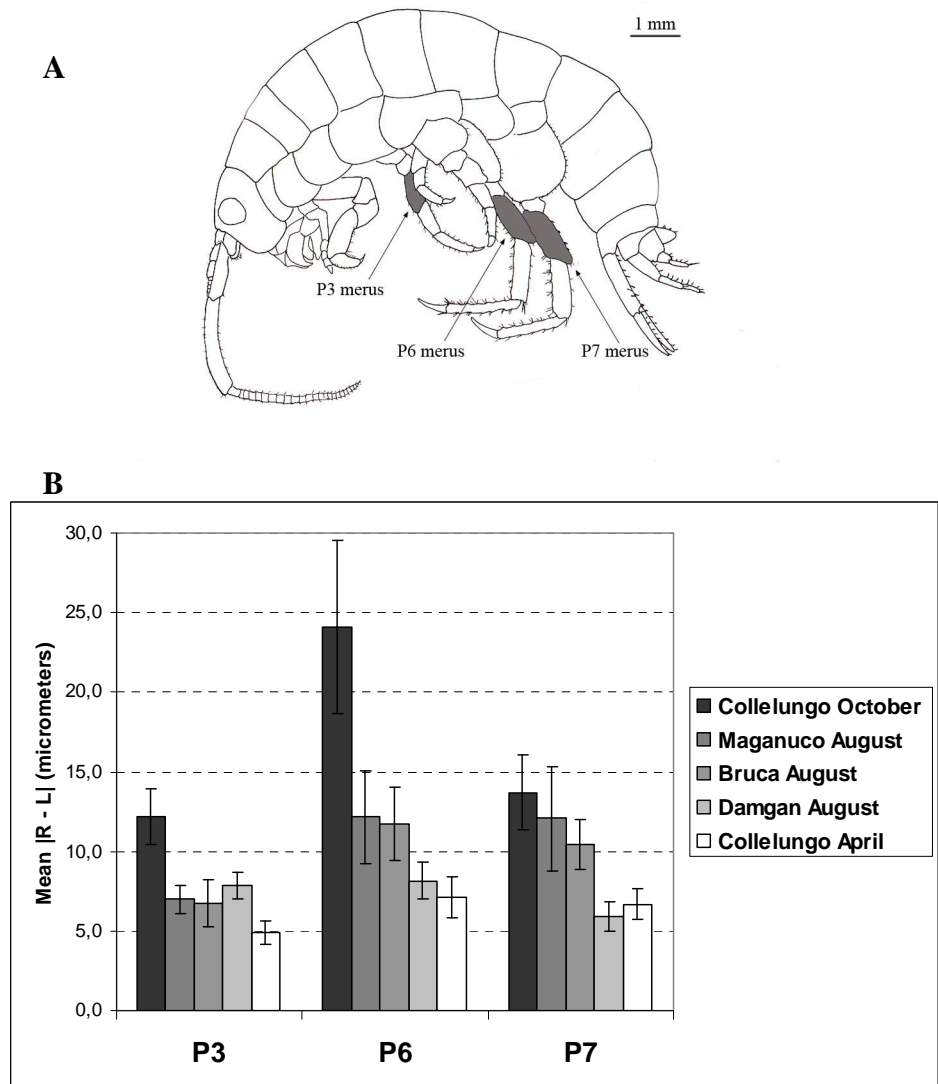 1 mm
A
P3 merus
P6 merus
P7 merus
B
Mean |R - L| (micrometers)
30,0
25,0
20,0
15,0
10,0
5,0
0,0
P3
P6
P7
Collelungo October
Maganuco August
Bruca August
Damgan August
Collelungo April